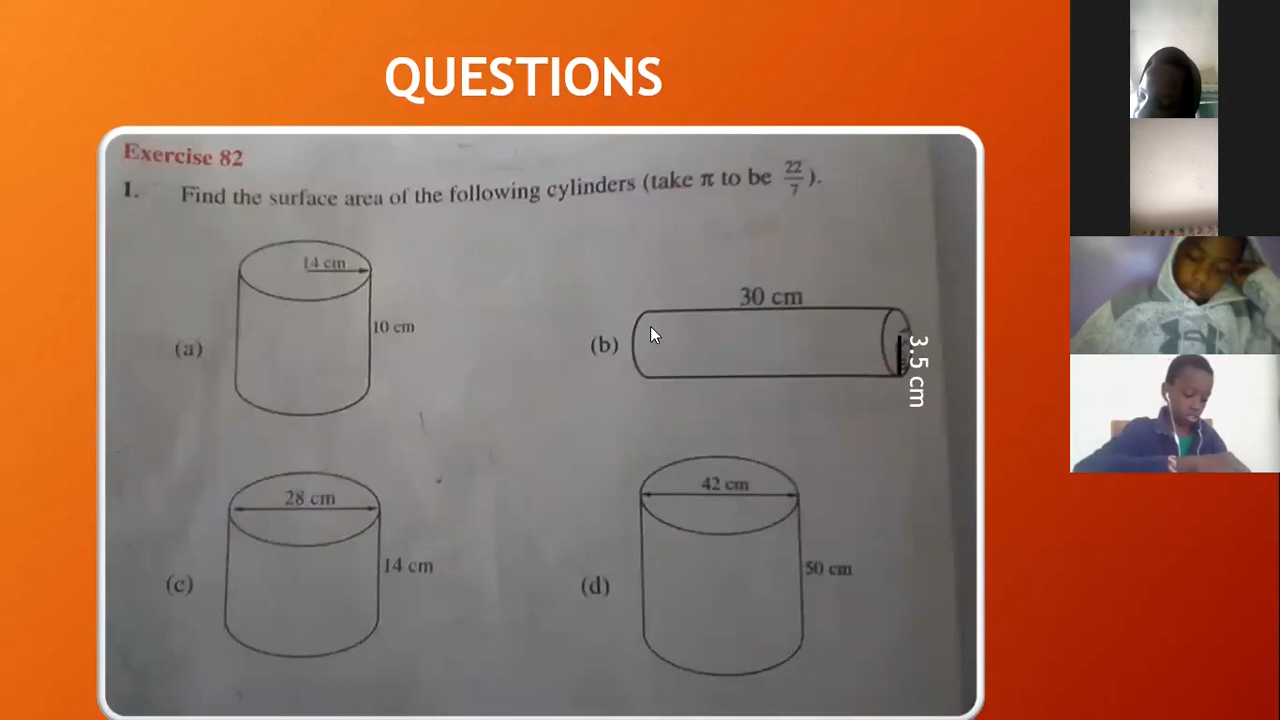 QUESTIONS
Exercise 82
1. Find the surface area of the following cylinders (take π to be 22/7).
14 cm
10 cm
(a)
30 cm
(b)
3.5 cm
28 cm
14 cm
(c)
42 cm
50 cm
(d)